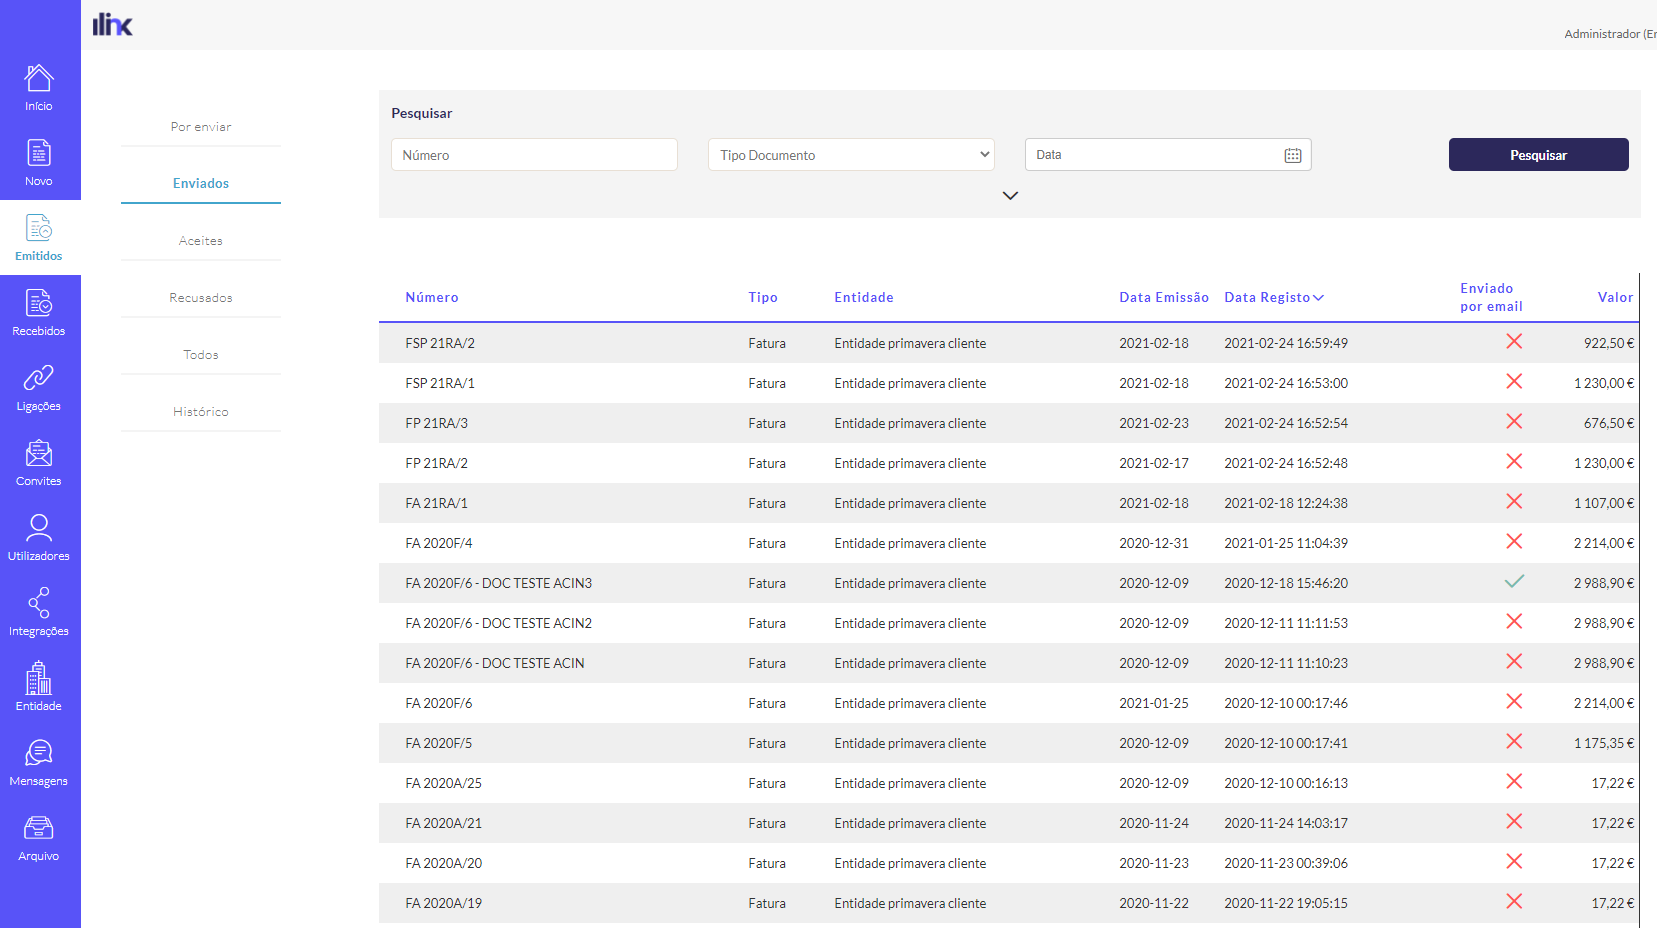 ilink
Administrador (En
Início
Novo
Emitidos
Recebidos
Ligações
Convites
Utilizadores
Integrações
Entidade
Mensagens
Arquivo
Por enviar
Enviados
Aceites
Recusados
Todos
Histórico
Pesquisar
Número Tipo Documento Data Pesquisar
Número Tipo Entidade Data Emissão Data Registo Enviado por email Valor
FSP 21RA/2 Fatura Entidade primavera cliente 2021-02-18 2021-02-24 16:59:49 922,50 €
FSP 21RA/1 Fatura Entidade primavera cliente 2021-02-18 2021-02-24 16:53:00 1 230,00 €
FP 21RA/3 Fatura Entidade primavera cliente 2021-02-23 2021-02-24 16:52:54 676,50 €
FP 21RA/2 Fatura Entidade primavera cliente 2021-02-17 2021-02-24 16:52:48 1 230,00 €
FA 21RA/1 Fatura Entidade primavera cliente 2021-02-18 2021-02-18 12:24:38 1 107,00 €
FA 2020F/4 Fatura Entidade primavera cliente 2020-12-31 2021-01-25 11:04:39 2 214,00 €
FA 2020F/6 - DOC TESTE ACIN3 Fatura Entidade primavera cliente 2020-12-09 2020-12-18 15:46:20 2 988,90 €
FA 2020F/6 - DOC TESTE ACIN2 Fatura Entidade primavera cliente 2020-12-09 2020-12-11 11:11:53 2 988,90 €
FA 2020F/6 - DOC TESTE ACIN Fatura Entidade primavera cliente 2020-12-09 2020-12-11 11:10:23 2 988,90 €
FA 2020F/6 Fatura Entidade primavera cliente 2021-01-25 2020-12-10 00:17:46 2 214,00 €
FA 2020F/5 Fatura Entidade primavera cliente 2020-12-09 2020-12-10 00:17:41 1 175,35 €
FA 2020A/25 Fatura Entidade primavera cliente 2020-12-09 2020-12-10 00:16:13 17,22 €
FA 2020A/21 Fatura Entidade primavera cliente 2020-11-24 2020-11-24 14:03:17 17,22 €
FA 2020A/20 Fatura Entidade primavera cliente 2020-11-23 2020-11-23 00:39:06 17,22 €
FA 2020A/19 Fatura Entidade primavera cliente 2020-11-22 2020-11-22 19:05:15 17,22 €